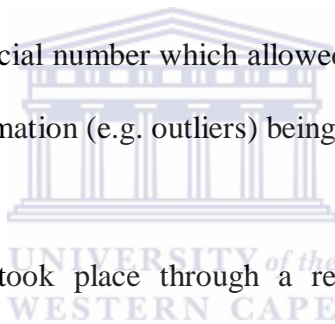 cial number which allowed
mation (e.g. outliers) being
UNIVERSITY of the
took place through a re
WESTERN CAPE